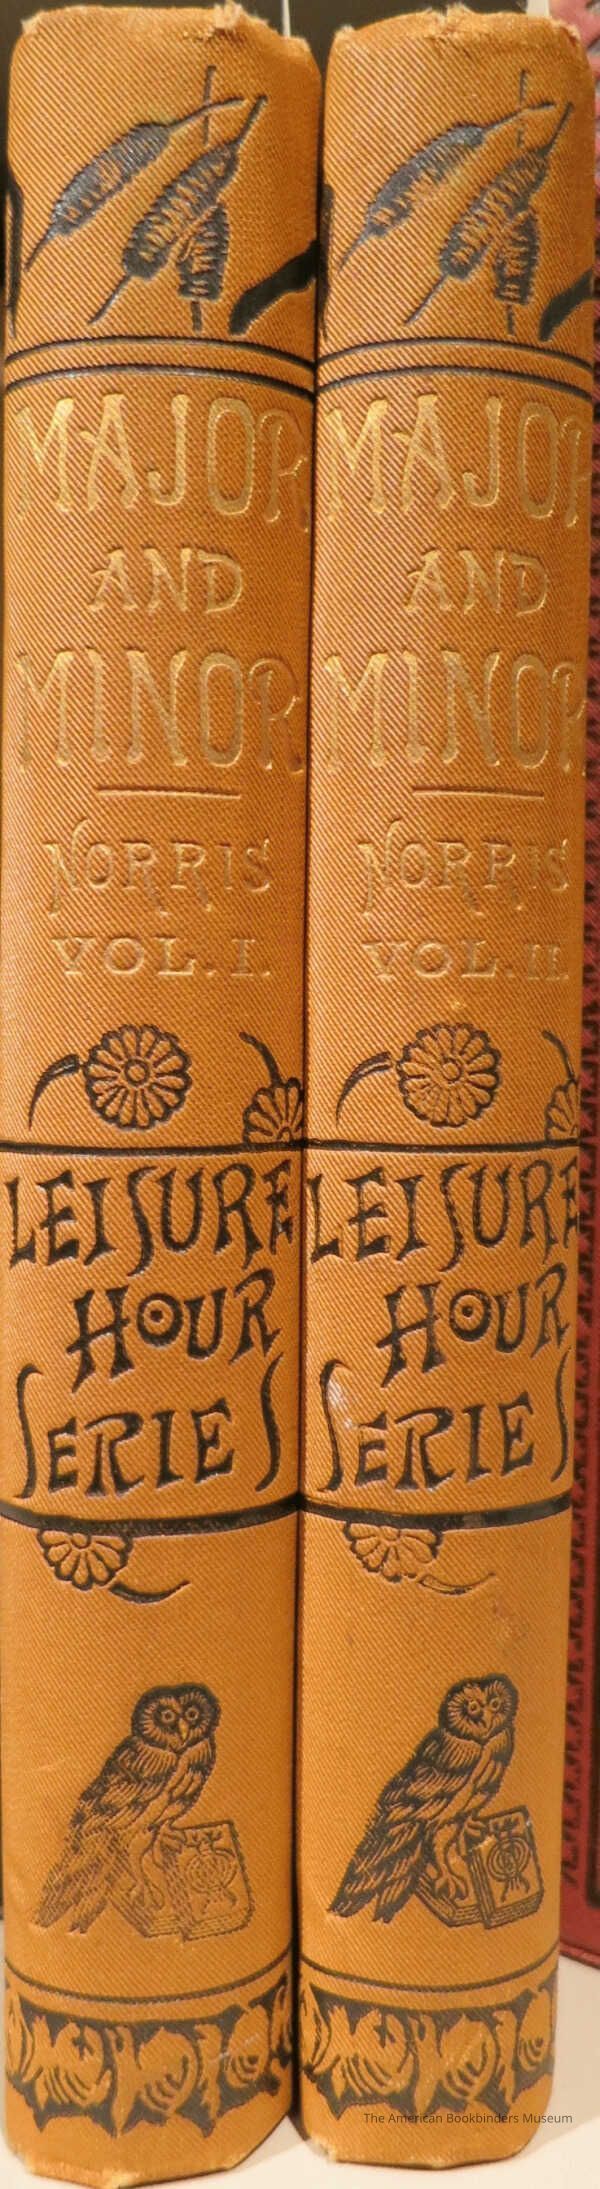 MAJOR
AND
MINOR
NORRIS
VOL. I.
LEISURE
HOUR
SERIES
MAJOR
AND
MINOR
NORRIS
VOL. II.
LEISURE
HOUR
SERIES
The American Bookbinders Museum